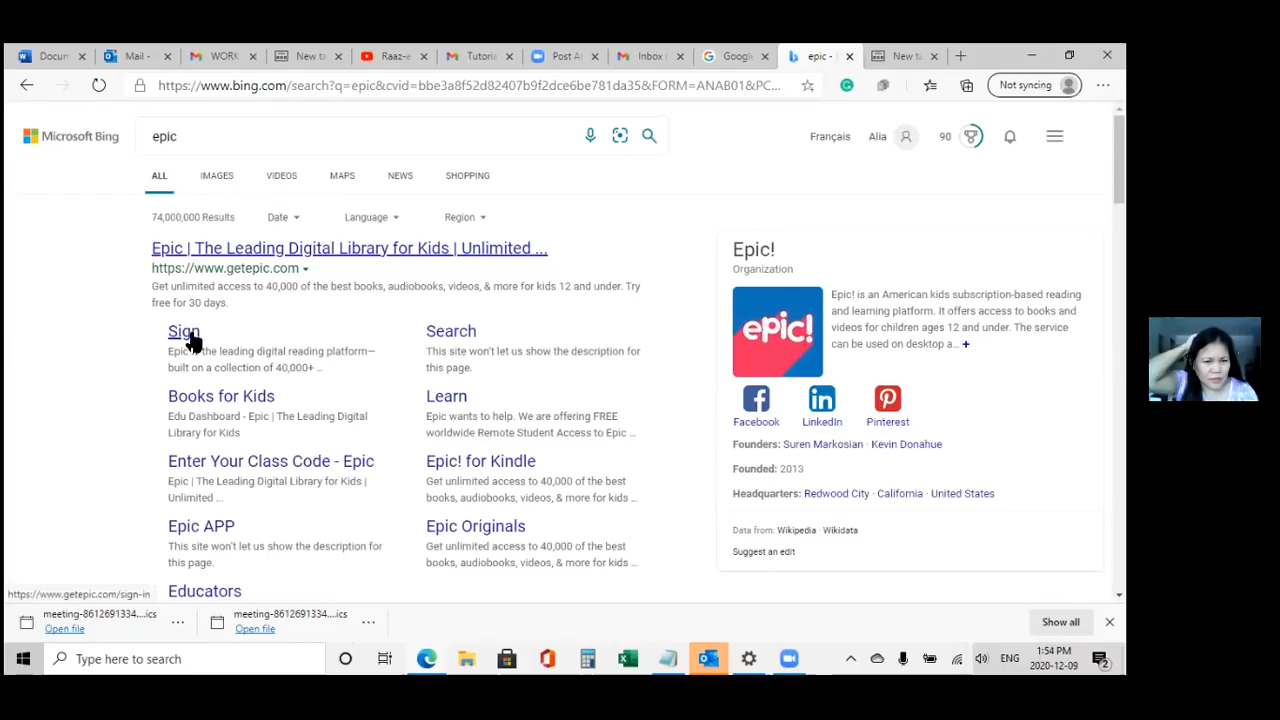 Docum
Mail -
WORK
New ta
Raaz-e
Tutoria
Post At
Inbox (
Google
epic -
New ta
https://www.bing.com/search?q=epic&cvid=bbe3a8f52d82407b9f2dce6be781da35&FORM=ANAB01&PC...
Not syncing
Microsoft Bing
epic
Français
Alia
90
ALL
IMAGES
VIDEOS
MAPS
NEWS
SHOPPING
74,000,000 Results
Date
Language
Region
Epic | The Leading Digital Library for Kids | Unlimited ...
https://www.getepic.com
Get unlimited access to 40,000 of the best books, audiobooks, videos, & more for kids 12 and under. Try
free for 30 days.
Sign
Epic the leading digital reading platform—
built on a collection of 40,000+ ...
Search
This site won't let us show the description for
this page.
Books for Kids
Edu Dashboard - Epic | The Leading Digital
Library for Kids
Learn
Epic wants to help. We are offering FREE
worldwide Remote Student Access to Epic ...
Enter Your Class Code - Epic
Epic | The Leading Digital Library for Kids |
Unlimited ...
Epic! for Kindle
Get unlimited access to 40,000 of the best
books, audiobooks, videos, & more for kids ...
Epic APP
This site won't let us show the description for
this page.
Epic Originals
Get unlimited access to 40,000 of the best
books, audiobooks, videos, & more for kids ...
Educators
Epic!
Organization
epic!
Epic! is an American kids subscription-based reading
and learning platform. It offers access to books and
videos for children ages 12 and under. The service
can be used on desktop a... +
Facebook
LinkedIn
Pinterest
Founders: Suren Markosian · Kevin Donahue
Founded: 2013
Headquarters: Redwood City · California · United States
Data from: Wikipedia · Wikidata
Suggest an edit
https://www.getepic.com/sign-in
meeting-8612691334....ics
Open file
meeting-8612691334....ics
Open file
Show all
Type here to search
ENG
1:54 PM
2020-12-09
2